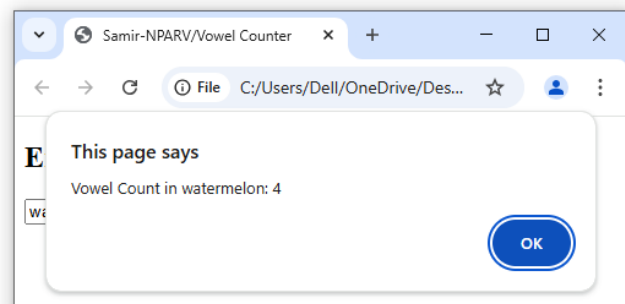 Samir-NPARV/Vowel Counter
File C:/Users/Dell/OneDrive/Des...
This page says
Vowel Count in watermelon: 4
OK